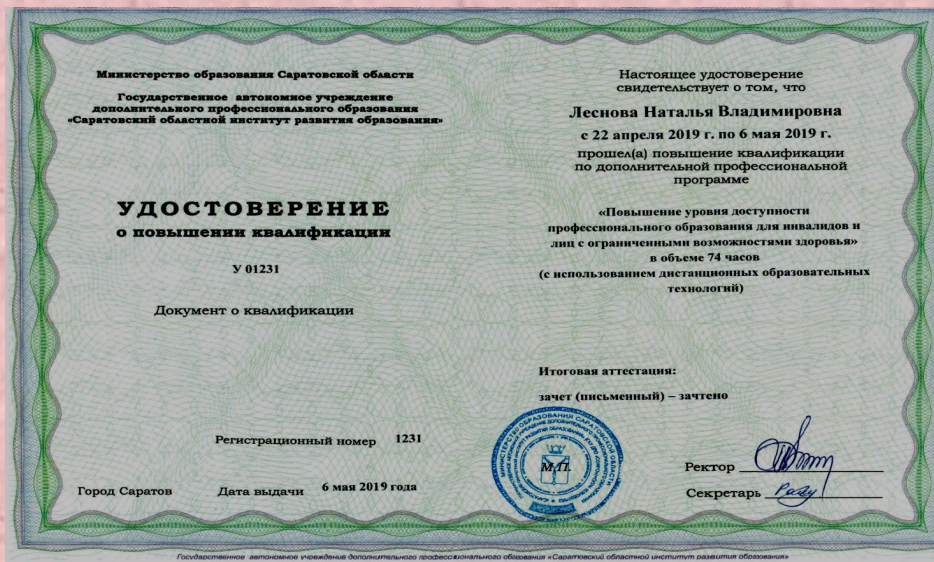 Министерство образования Саратовской области
Государственное автономное учреждение
дополнительного профессионального образования
«Саратовский областной институт развития образования»
УДОСТОВЕРЕНИЕ
о повышении квалификации
У 01231
Документ о квалификации
Регистрационный номер 1231
Город Саратов Дата выдачи 6 мая 2019 года
Настоящее удостоверение
свидетельствует о том, что
Леснова Наталья Владимировна
с 22 апреля 2019 г. по 6 мая 2019 г.
прошел(а) повышение квалификации
по дополнительной профессиональной
программе
«Повышение уровня доступности
профессионального образования для инвалидов и
лиц с ограниченными возможностями здоровья»
в объеме 74 часов
(с использованием дистанционных образовательных
технологий)
Итоговая аттестация:
зачет (письменный) – зачтено
МИНИСТЕРСТВО ОБРАЗОВАНИЯ САРАТОВСКОЙ ОБЛАСТИ
М.П.
Ректор
Секретарь
Государственное автономное учреждение дополнительного профессионального образования «Саратовский областной институт развития образования»